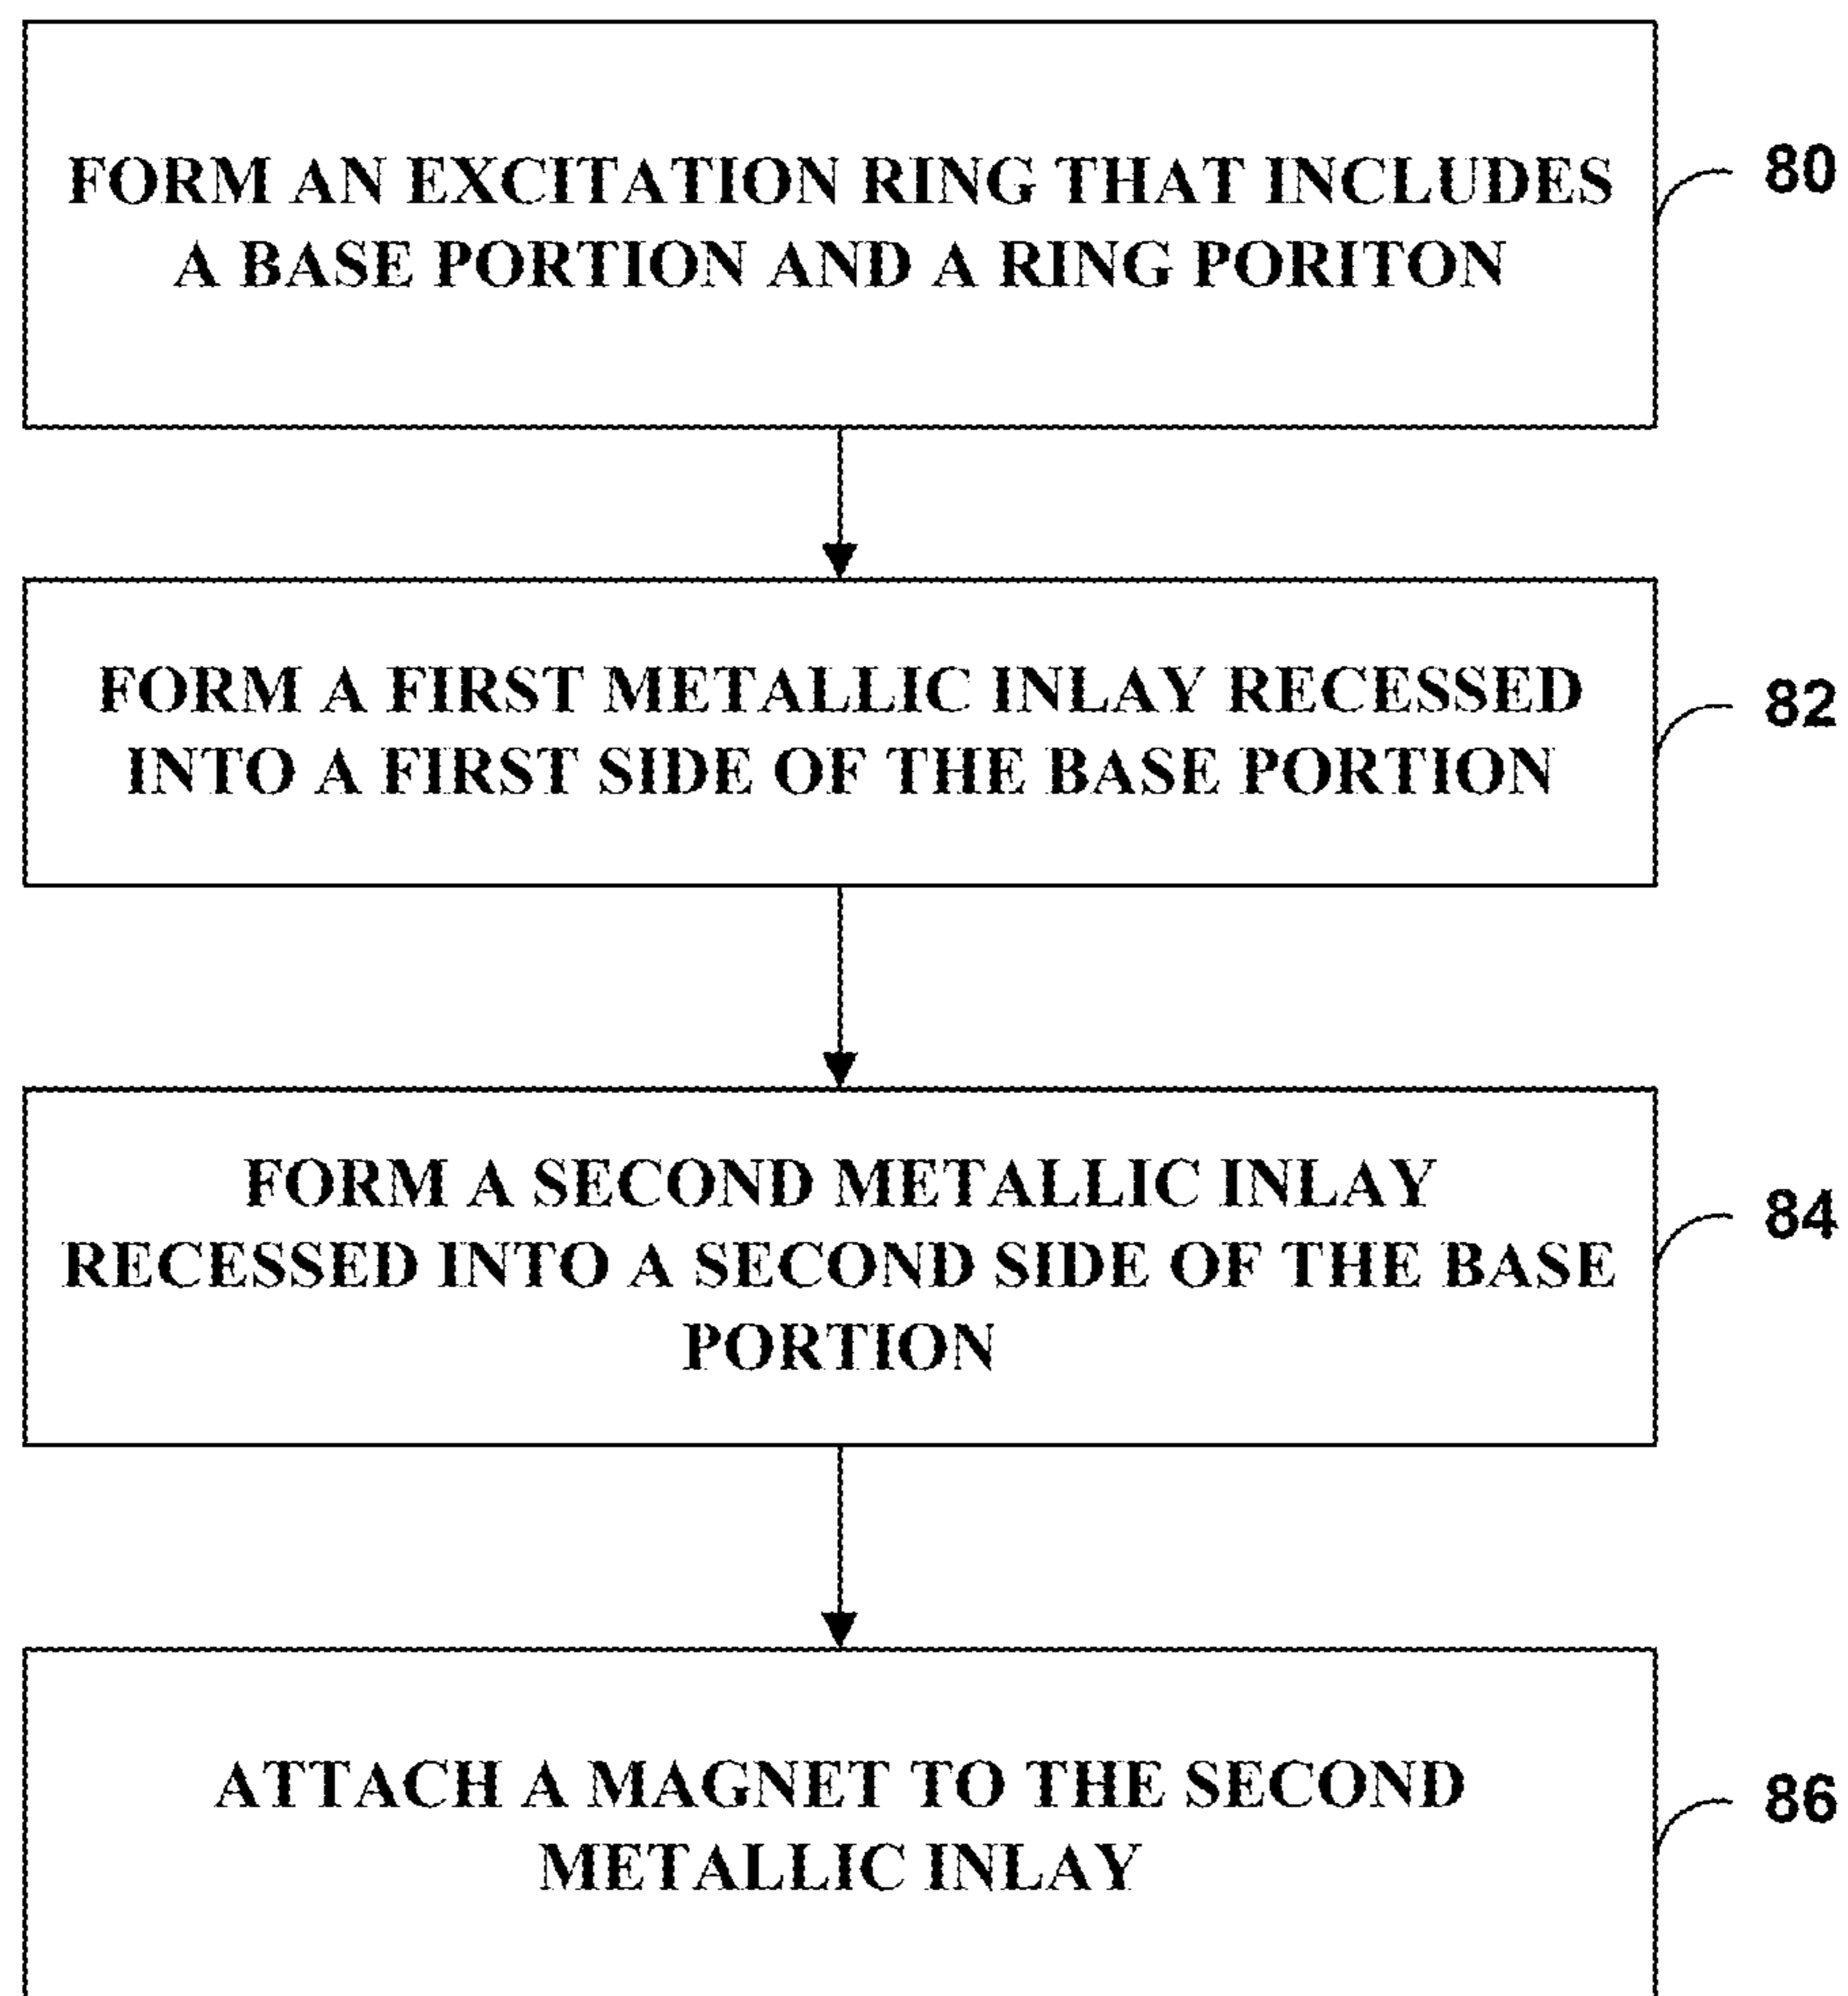 FORM AN EXCITATION RING THAT INCLUDES
A BASE PORTION AND A RING PORITON
80
FORM A FIRST METALLIC INLAY RECESSED
INTO A FIRST SIDE OF THE BASE PORTION
82
FORM A SECOND METALLIC INLAY
RECESSED INTO A SECOND SIDE OF THE BASE
PORTION
84
ATTACH A MAGNET TO THE SECOND
METALLIC INLAY
86